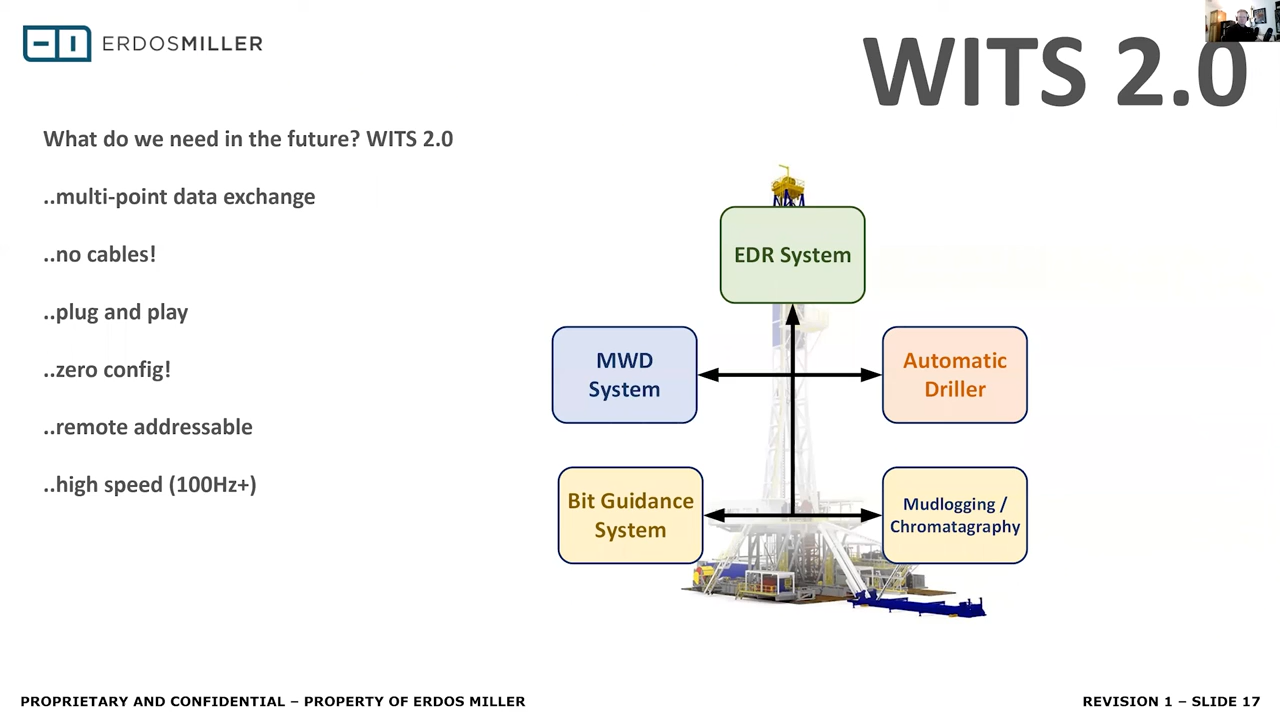 ERDOSMILLER
WITS 2.0
What do we need in the future? WITS 2.0
..multi-point data exchange
..no cables!
..plug and play
..zero config!
..remote addressable
..high speed (100Hz+)
EDR System
MWD
System
Automatic
Driller
Bit Guidance
System
Mudlogging /
Chromatagraphy
PROPRIETARY AND CONFIDENTIAL – PROPERTY OF ERDOS MILLER
REVISION 1 – SLIDE 17